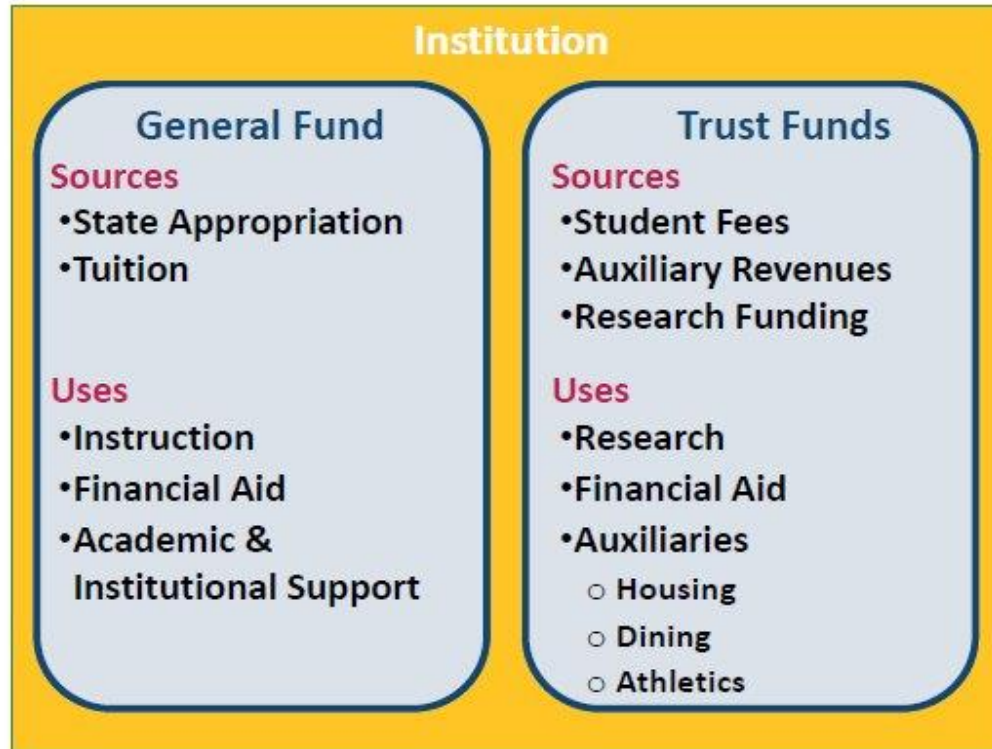 Institution
General Fund
Sources
•State Appropriation
•Tuition
Uses
•Instruction
•Financial Aid
•Academic &
Institutional Support
Trust Funds
Sources
•Student Fees
•Auxiliary Revenues
•Research Funding
Uses
•Research
•Financial Aid
•Auxiliaries
○ Housing
○ Dining
○ Athletics